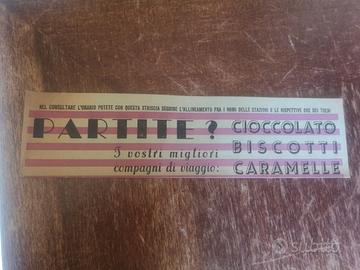 NEL CONSULTARE L'ORARIO POTETE CON QUESTA STRISCIA SEGUIRE L'ALLINEAMENTO FRA I NOMI DELLE STAZIONI E LE RISPETTIVE ORE DEI TRENI
PARTITE?
I vostri migliori
compagni di viaggio:
CIOCCOLATO
BISCOTTI
CARAMELLE
SUBITO